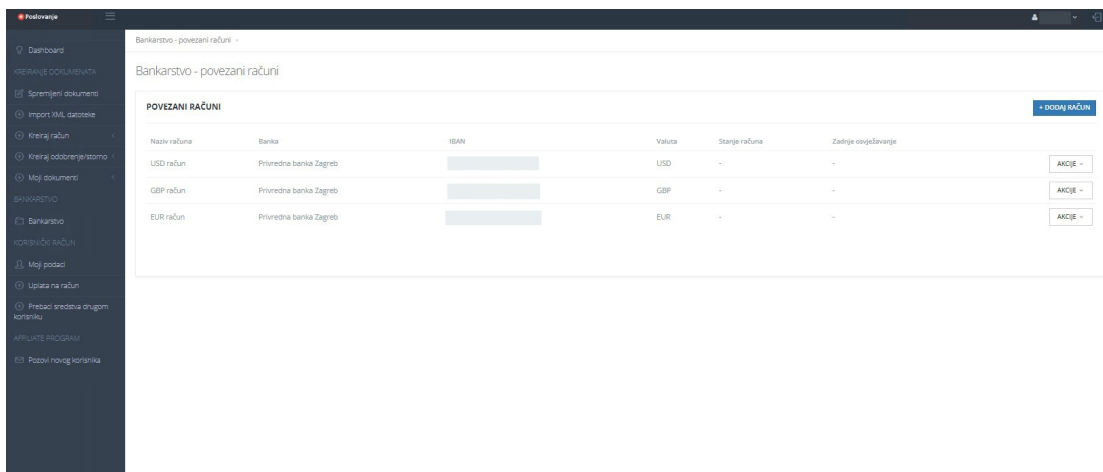 Poslovanje
Dashboard
KREIRANJE DOKUMENATA
Spremljeni dokumenti
Import XML datoteke
Kreiraj račun
Kreiraj odobrenje/storno
Moji dokumenti
BANKARSTVO
Bankarstvo
KORISNIČKI RAČUN
Moji podaci
Uplata na račun
Prebaci sredstva drugom
korisniku
AFFILIATE PROGRAM
Pozovi novog korisnika
Bankarstvo - povezani računi -
Bankarstvo - povezani računi
POVEZANI RAČUNI
+ DODAJ RAČUN
Naziv računa Banka IBAN Valuta Stanje računa Zadnje osvježavanje
USD račun Privredna banka Zagreb USD - - AKCIJE
GBP račun Privredna banka Zagreb GBP - - AKCIJE
EUR račun Privredna banka Zagreb EUR - - AKCIJE